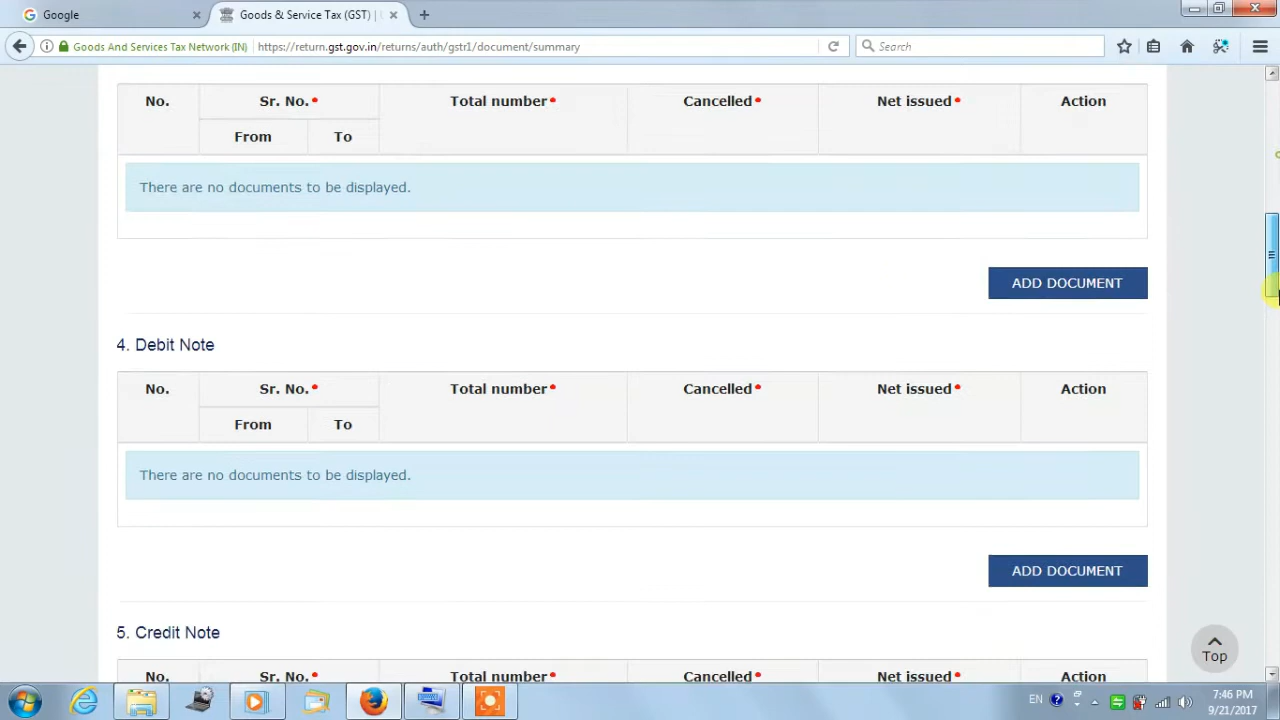 Google
Goods & Service Tax (GST) |
Goods And Services Tax Network (IN)
https://return.gst.gov.in/returns/auth/gstr1/document/summary
Search
No.
Sr. No.•
Total number•
Cancelled•
Net issued•
Action
From
To
There are no documents to be displayed.
ADD DOCUMENT
4. Debit Note
No.
Sr. No.•
Total number•
Cancelled•
Net issued•
Action
From
To
There are no documents to be displayed.
ADD DOCUMENT
5. Credit Note
Top
No.
Sr. No.•
Total number•
Cancelled•
Net issued•
Action
EN
7:46 PM
9/21/2017